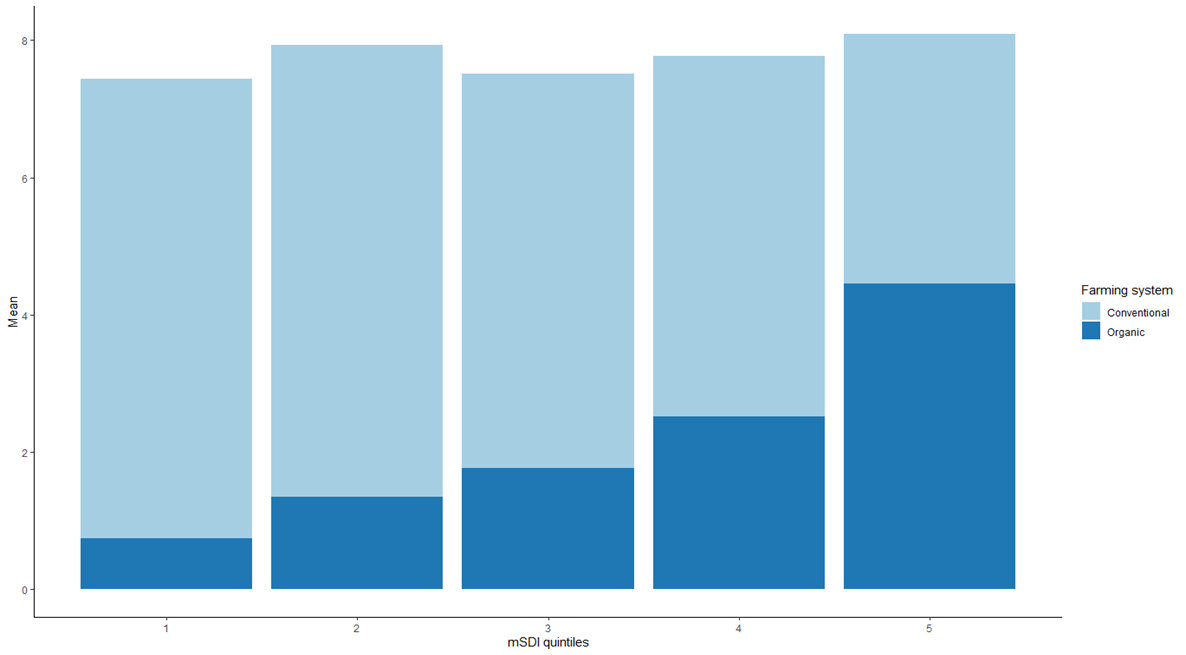 8
6
4
2
0
Mean
1 2 3 4 5
mSDI quintiles
Farming system
Conventional
Organic